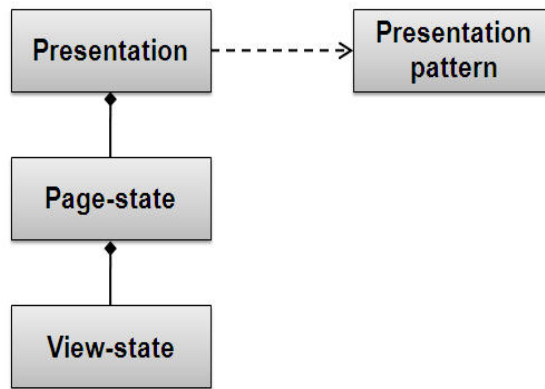 Presentation
Presentation
pattern
Page-state
View-state